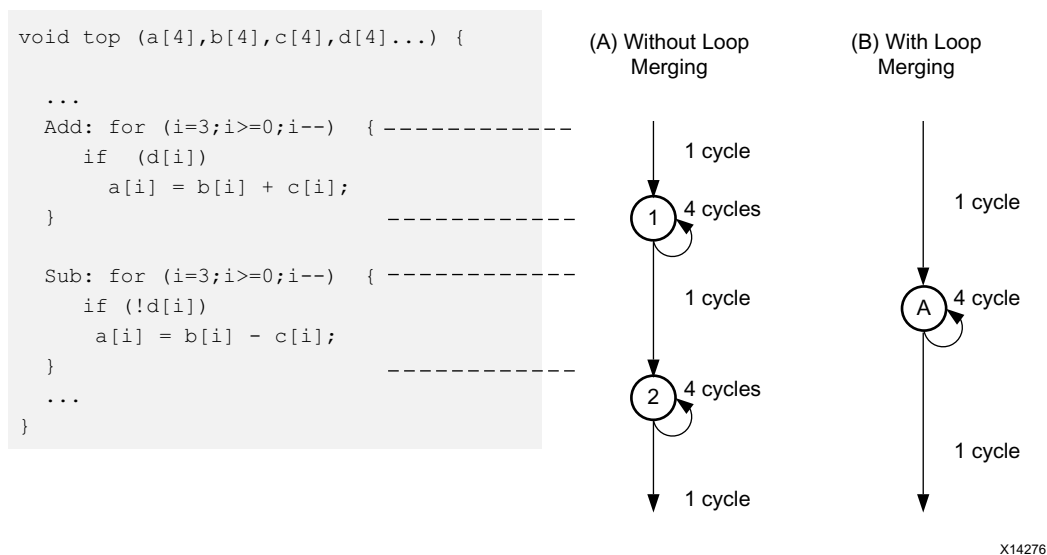 void top (a[4],b[4],c[4],d[4]...) {
...
Add: for (i=3;i>=0;i--) {
if (d[i])
a[i] = b[i] + c[i];
}
Sub: for (i=3;i>=0;i--) {
if (!d[i])
a[i] = b[i] - c[i];
}
...
}
(A) Without Loop
Merging
1 cycle
1
4 cycles
1 cycle
2
4 cycles
1 cycle
(B) With Loop
Merging
1 cycle
A
4 cycle
1 cycle
X14276